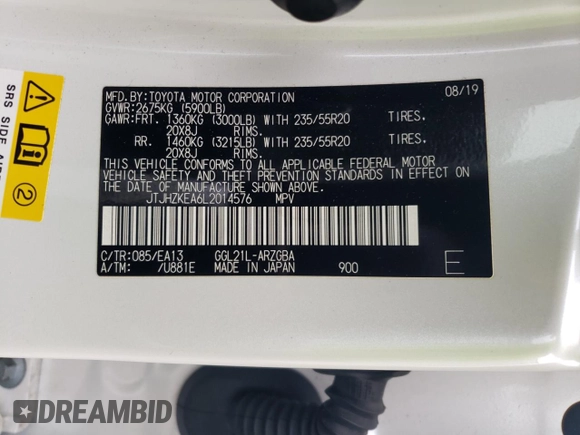 MFD.BY:TOYOTA MOTOR CORPORATION 08/19
GVWR:2675KG (5900LB)
GAWR:FRT. 1360KG (3000LB) WITH 235/55R20 TIRES.
20X8J RIMS.
RR. 1460KG (3215LB) WITH 235/55R20 TIRES.
20X8J RIMS.
THIS VEHICLE CONFORMS TO ALL APPLICABLE FEDERAL MOTOR
VEHICLE SAFETY AND THEFT PREVENTION STANDARDS IN EFFECT
ON THE DATE OF MANUFACTURE SHOWN ABOVE.
JTJHZKEA6L2014576 MPV
C/TR:085/EA13 GGL21L-ARZGBA
A/TM: /U881E MADE IN JAPAN 900 E
SRS SIDE AIR
2
DREAMBID